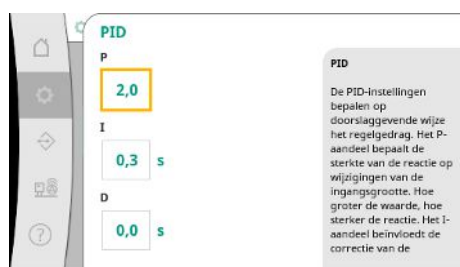 PID
P
2,0
I
0,3 s
D
0,0 s
PID
De PID-instellingen
bepalen op
doorslaggevende wijze
het regelgedrag. Het P-
aandeel bepaalt de
sterkte van de reactie op
wijzigingen van de
ingangsgrootte. Hoe
groter de waarde, hoe
sterker de reactie. Het I-
aandeel beïnvloedt de
correctie van de
?